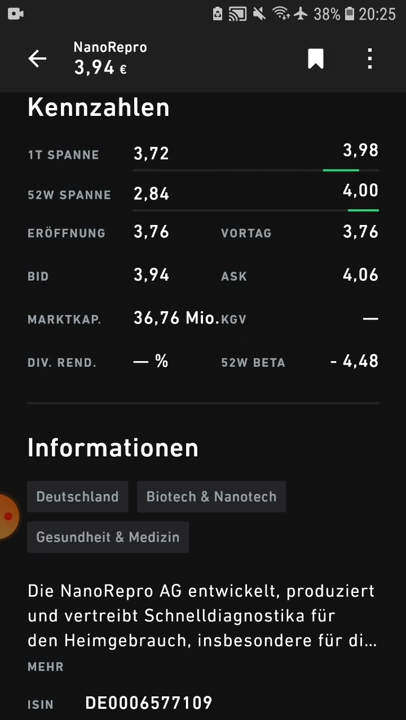 38% 20:25
NanoRepro
3,94 €
Kennzahlen
1T SPANNE 3,72 3,98
52W SPANNE 2,84 4,00
ERÖFFNUNG 3,76 VORTAG 3,76
BID 3,94 ASK 4,06
MARKTKAP. 36,76 Mio. KGV —
DIV. REND. — % 52W BETA - 4,48
Informationen
Deutschland Biotech & Nanotech
Gesundheit & Medizin
Die NanoRepro AG entwickelt, produziert
und vertreibt Schnelldiagnostika für
den Heimgebrauch, insbesondere für di...
MEHR
ISIN DE0006577109